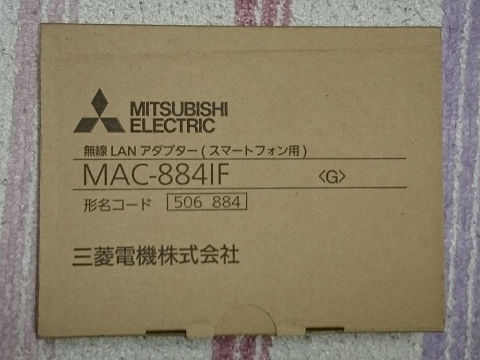 MITSUBISHI
ELECTRIC
無線 LAN アダプター ( スマートフォン用 )
MAC-884IF <G>
形名コード 506 884
三菱電機株式会社